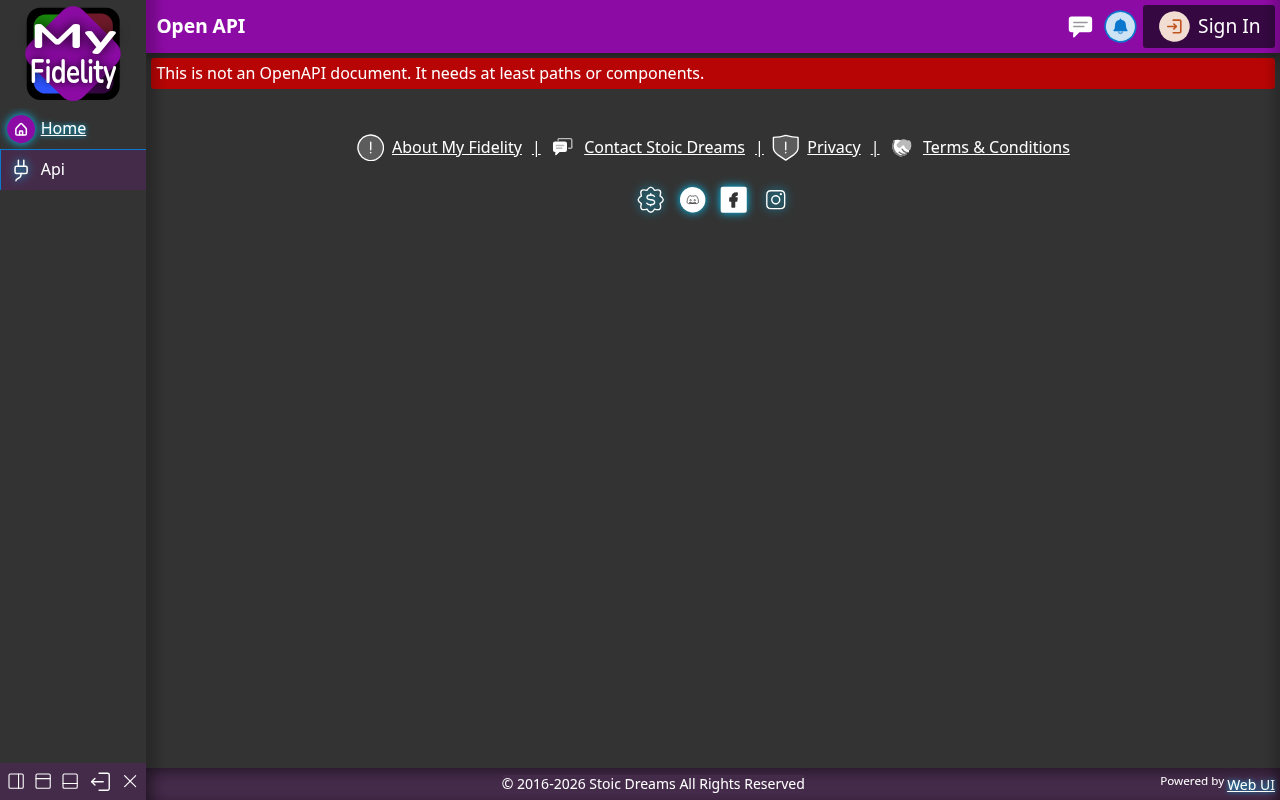 My
Fidelity
Open API
Sign In
Home
Api
This is not an OpenAPI document. It needs at least paths or components.
About My Fidelity | Contact Stoic Dreams | Privacy | Terms & Conditions
© 2016-2026 Stoic Dreams All Rights Reserved
Powered by Web UI